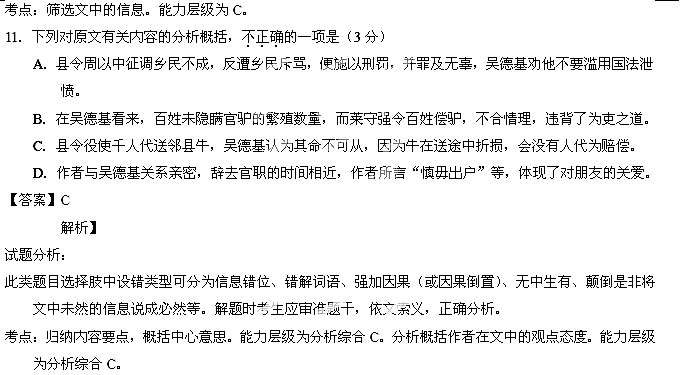 考点：筛选文中的信息。能力层级为 C。
11．下列对原文有关内容的分析概括，不正确的一项是（3 分）
A．县令周以中征调乡民不成，反遭乡民斥骂，便施以刑罚，并罪及无辜，吴德基劝他不要滥用国法泄
愤。
B．在吴德基看来，百姓未隐瞒官驴的繁殖数量，而莱守强令百姓偿驴，不合情理，违背了为吏之道。
C．县令役使千人代送邻县牛，吴德基认为其命不可从，因为牛在送途中折损，会没有人代为赔偿。
D．作者与吴德基关系亲密，辞去官职的时间相近，作者所言“慎毋出户”等，体现了对朋友的关爱。
【答案】C
解析】
试题分析：
此类题目选择肢中设错类型可分为信息错位、错解词语、强加因果（或因果倒置）、无中生有、颠倒是非将
文中未然的信息说成必然等。解题时考生应审准题干，依文索义，正确分析。
考点：归纳内容要点，概括中心意思。能力层级为分析综合 C。分析概括作者在文中的观点态度。能力层级
为分析综合 C。